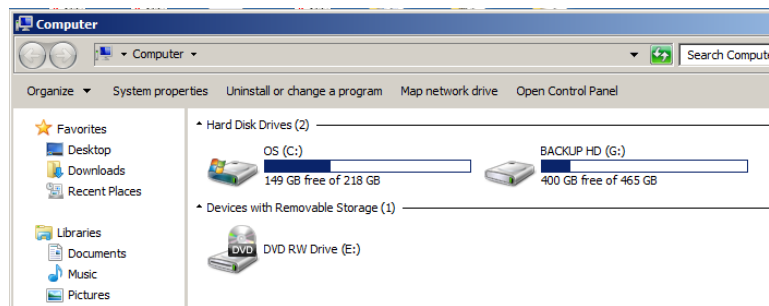 Computer
Computer
Search Compute
Organize System properties Uninstall or change a program Map network drive Open Control Panel
Favorites
Desktop
Downloads
Recent Places
Libraries
Documents
Music
Pictures
Hard Disk Drives (2)
OS (C:)
149 GB free of 218 GB
BACKUP HD (G:)
400 GB free of 465 GB
Devices with Removable Storage (1)
DVD
DVD RW Drive (E:)